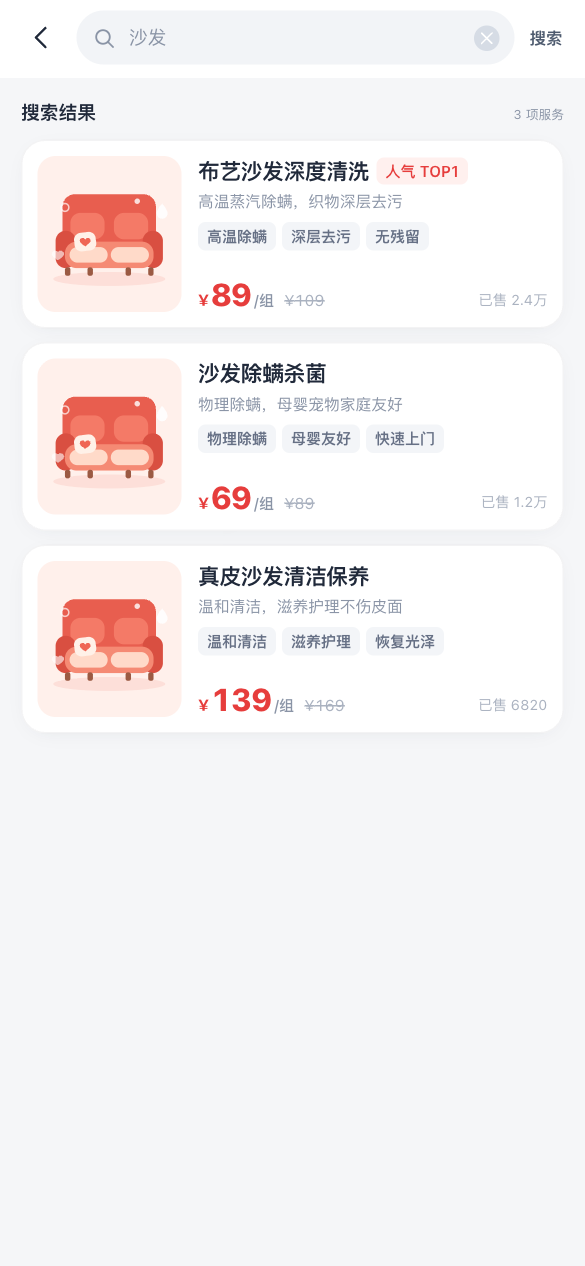 沙发
搜索
搜索结果
3 项服务
布艺沙发深度清洗 人气 TOP1
高温蒸汽除螨，织物深层去污
高温除螨 深层去污 无残留
¥89/组 ¥109 已售 2.4万
沙发除螨杀菌
物理除螨，母婴宠物家庭友好
物理除螨 母婴友好 快速上门
¥69/组 ¥89 已售 1.2万
真皮沙发清洁保养
温和清洁，滋养护理不伤皮面
温和清洁 滋养护理 恢复光泽
¥139/组 ¥169 已售 6820